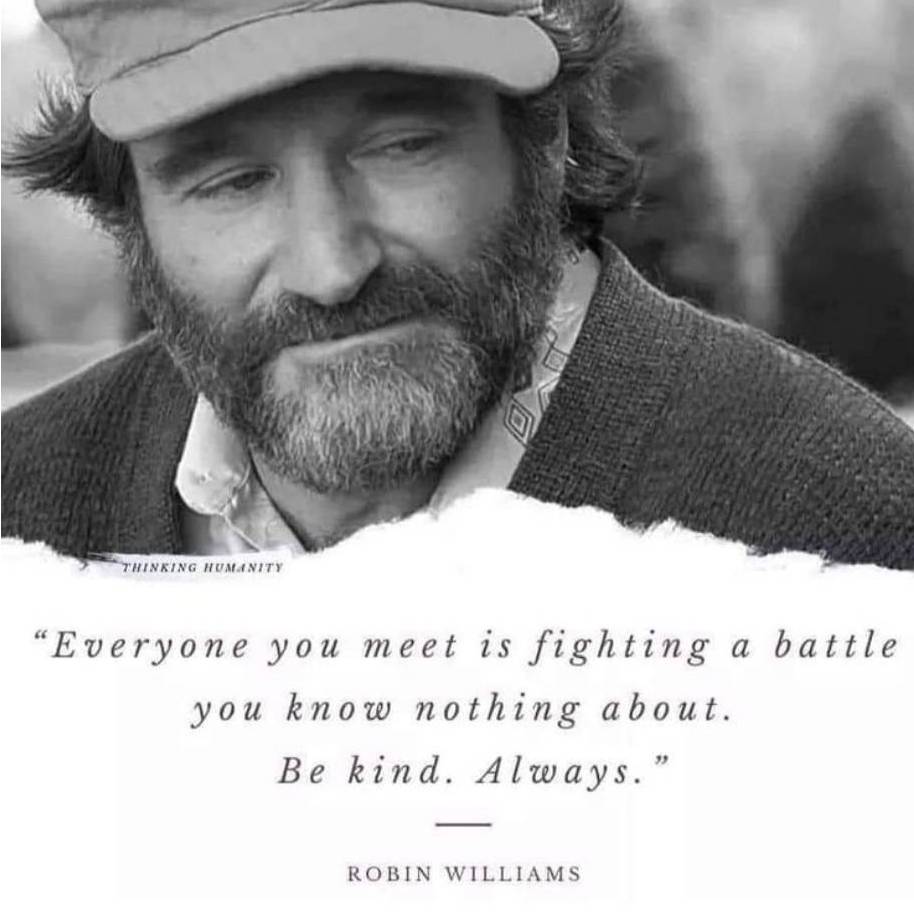 THINKING HUMANITY
“Everyone you meet is fighting a battle
you know nothing about.
Be kind. Always.”
ROBIN WILLIAMS